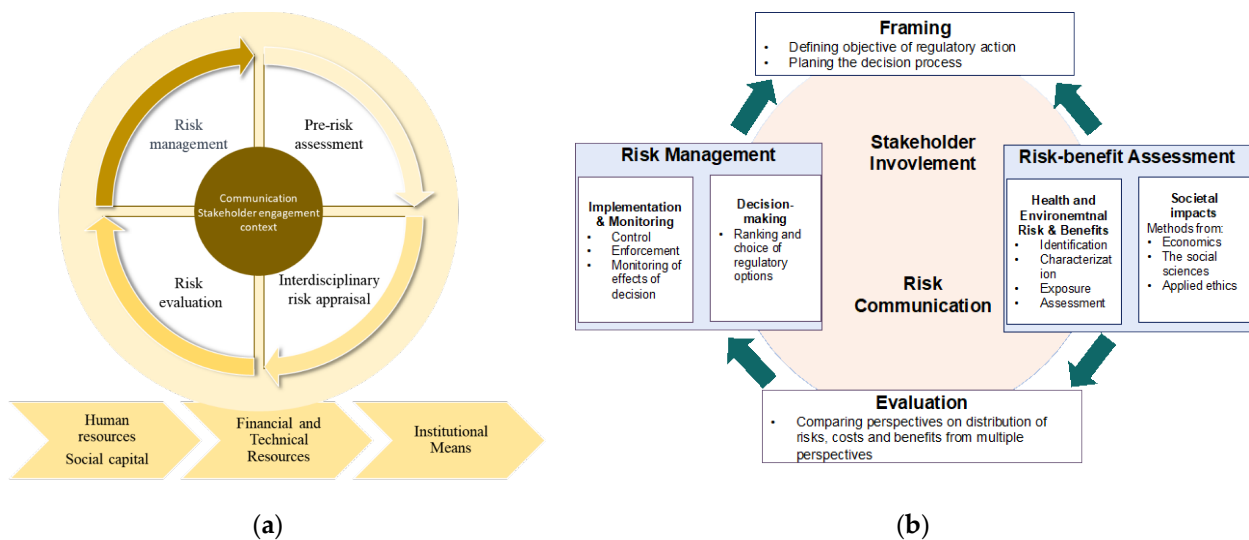 Risk
management
Pre-risk
assessment
Communication
Stakeholder engagement
context
Risk
evaluation
Interdisciplinary
risk appraisal
Human
resources
Social capital
Financial and
Technical
Resources
Institutional
Means
(a)
Framing
• Defining objective of regulatory action
• Planing the decision process
Stakeholder
Invovlement
Risk Management
Implementation
& Monitoring
• Control
• Enforcement
• Monitoring of
effects of
decision
Decision-
making
• Ranking and
choice of
regulatory
options
Risk-benefit Assessment
Health and
Environemtnal
Risk & Benefits
• Identification
• Characterizat
ion
• Exposure
• Assessment
Societal
impacts
Methods from:
• Economics
• The social
sciences
• Applied ethics
Risk
Communication
Evaluation
• Comparing perspectives on distribution of
risks, costs and benefits from multiple
perspectives
(b)